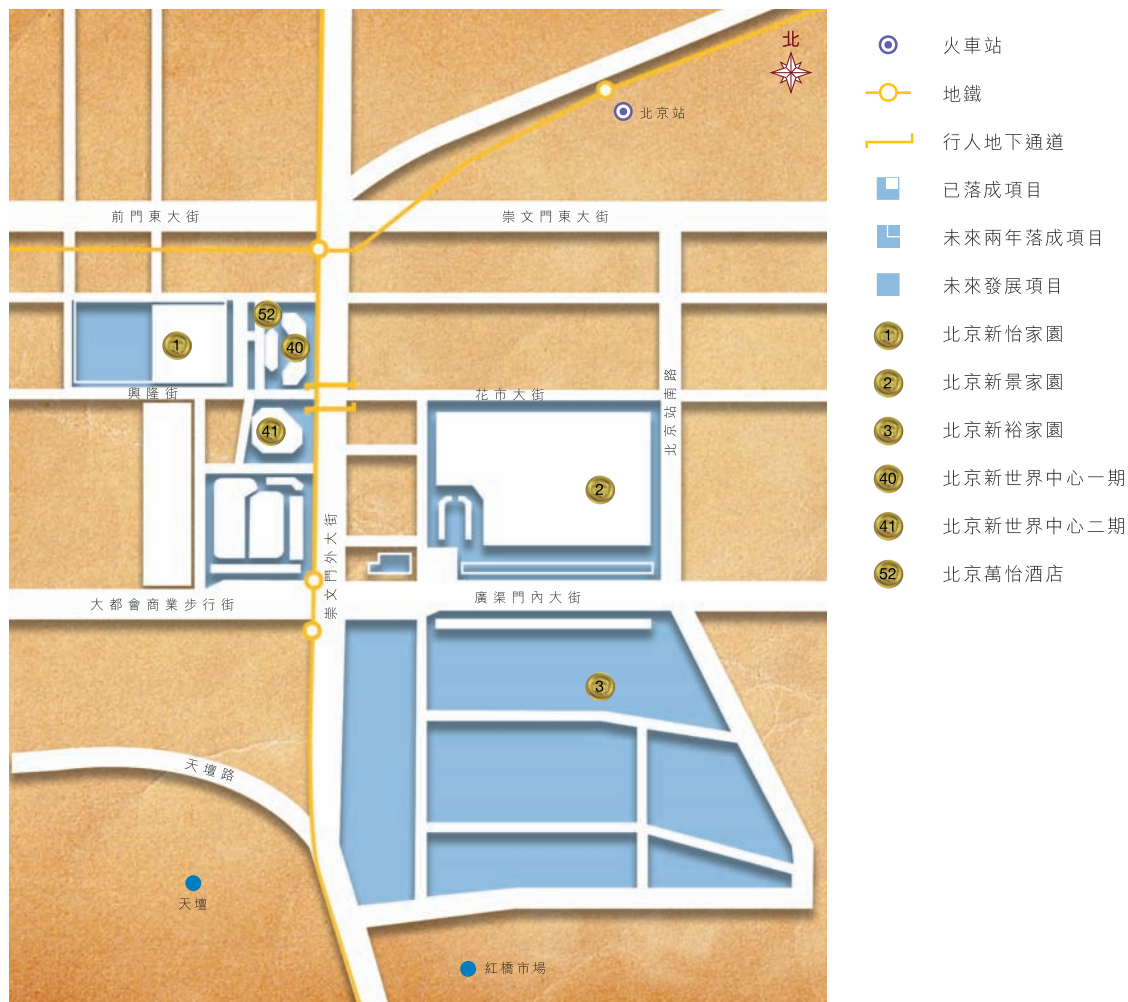 北
北京站
前門東大街
崇文門東大街
52
1
40
興隆街
花市大街
北京站南路
41
2
崇文門外大街
大都會商業步行街
廣渠門內大街
3
天壇路
天壇
紅橋市場
火車站
地鐵
行人地下通道
已落成項目
未來兩年落成項目
未來發展項目
1 北京新怡家園
2 北京新景家園
3 北京新裕家園
40 北京新世界中心一期
41 北京新世界中心二期
52 北京萬怡酒店